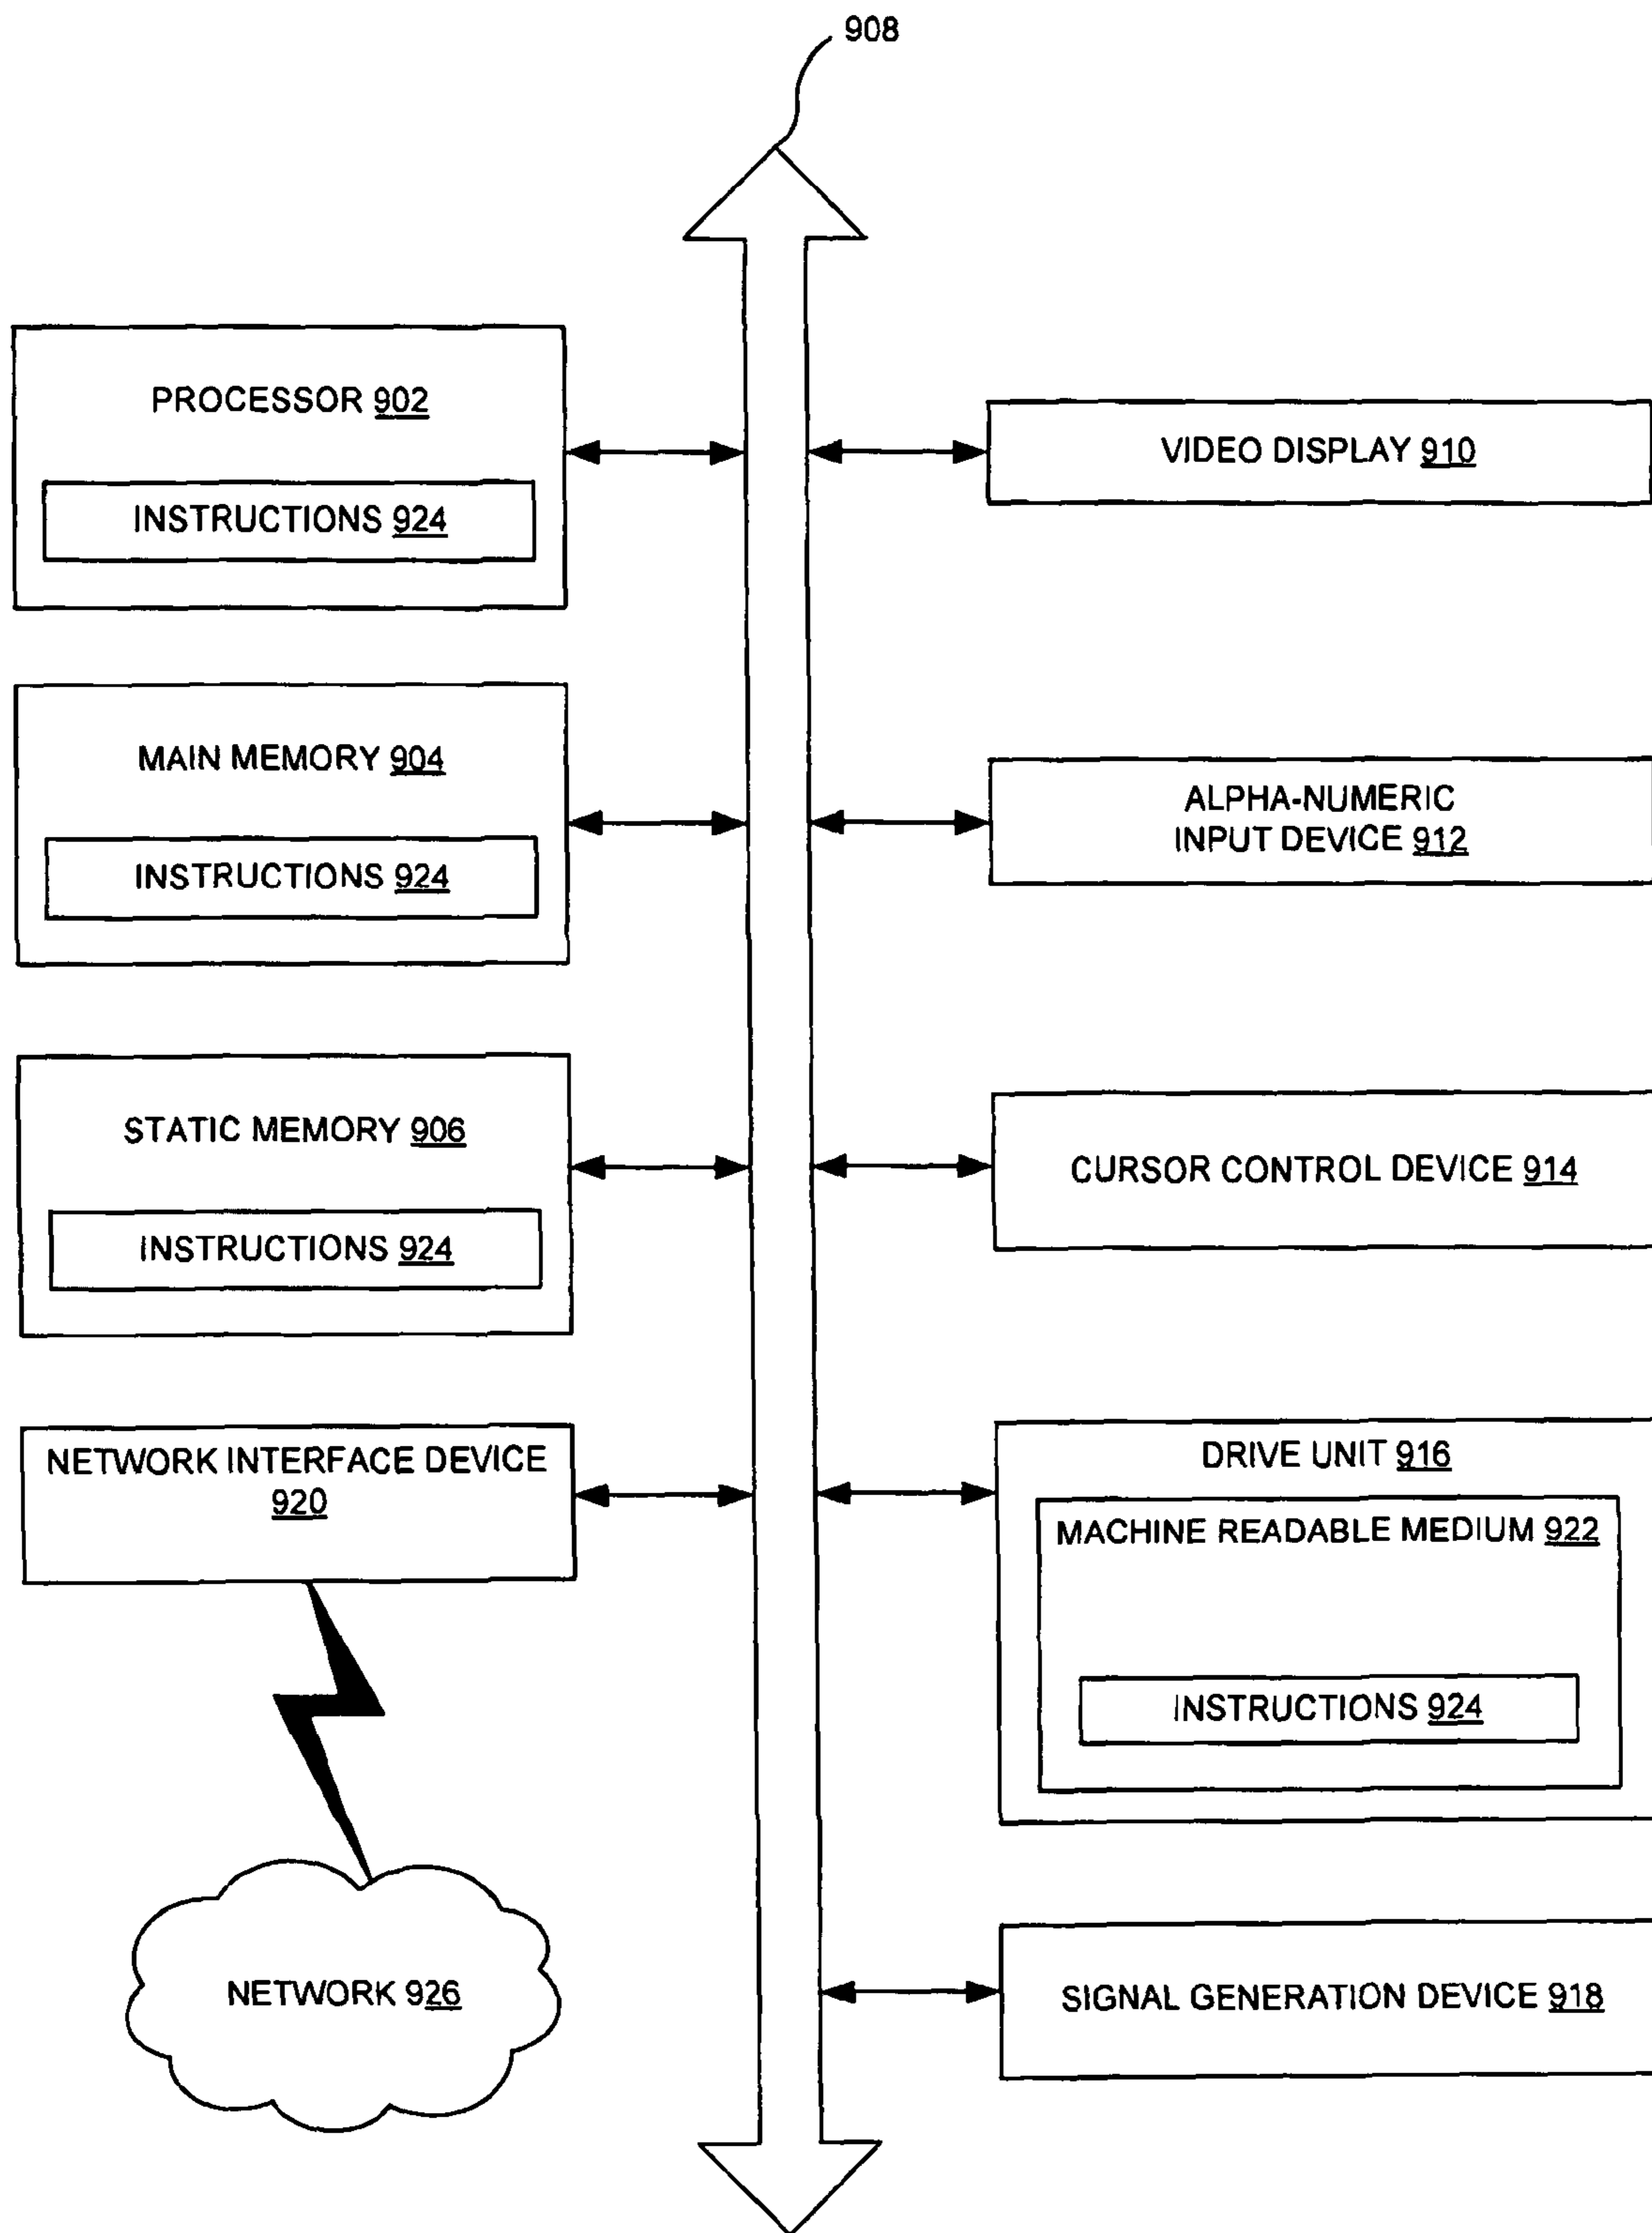 908
PROCESSOR 902
INSTRUCTIONS 924
MAIN MEMORY 904
INSTRUCTIONS 924
STATIC MEMORY 906
INSTRUCTIONS 924
NETWORK INTERFACE DEVICE
920
NETWORK 926
VIDEO DISPLAY 910
ALPHA-NUMERIC
INPUT DEVICE 912
CURSOR CONTROL DEVICE 914
DRIVE UNIT 916
MACHINE READABLE MEDIUM 922
INSTRUCTIONS 924
SIGNAL GENERATION DEVICE 918